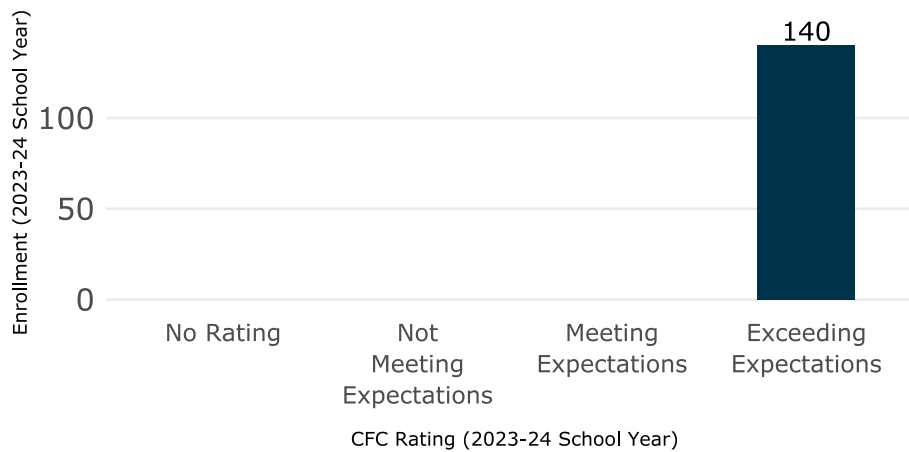 Enrollment (2023-24 School Year)
140
100
50
0
No Rating
Not
Meeting
Expectations
Meeting
Expectations
Exceeding
Expectations
CFC Rating (2023-24 School Year)